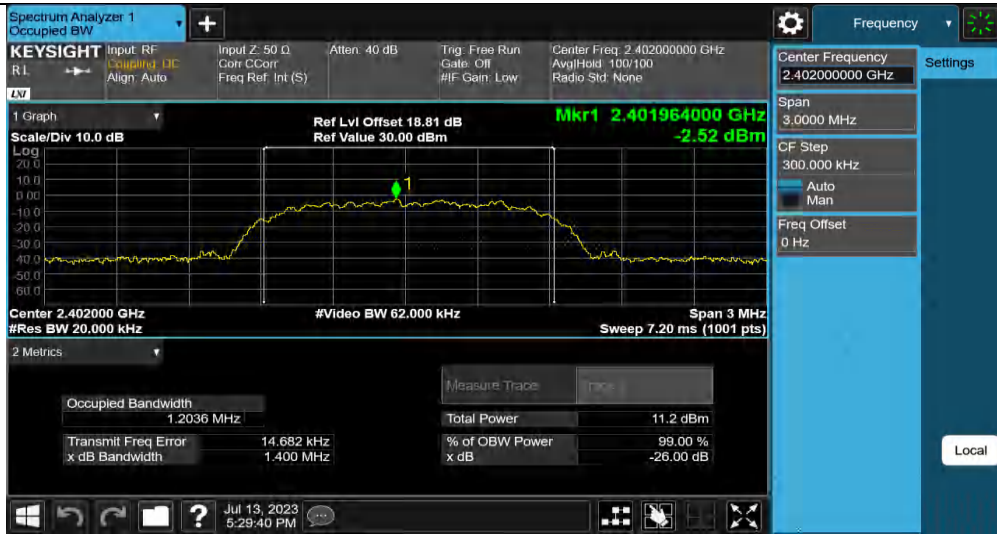 Spectrum Analyzer 1
Occupied BW
+
Frequency
KEYSIGHT
RL
LXI
Input: RF
Coupling: DC
Align: Auto
Input Z: 50 Ω
Corr CCorr
Freq Ref: Int (S)
Atten: 40 dB
Trig: Free Run
Gate: Off
#IF Gain: Low
Center Freq: 2.402000000 GHz
Avg|Hold: 100/100
Radio Std: None
Center Frequency
2.402000000 GHz
Settings
Span
3.0000 MHz
CF Step
300.000 kHz
Auto
Man
Freq Offset
0 Hz
Local
1 Graph
Scale/Div 10.0 dB
Ref Lvl Offset 18.81 dB
Ref Value 30.00 dBm
Mkr1 2.401964000 GHz
-2.52 dBm
Log
20.0
10.0
0.00
-10.0
-20.0
-30.0
-40.0
-50.0
-60.0
1
Center 2.402000 GHz
#Res BW 20.000 kHz
#Video BW 62.000 kHz
Span 3 MHz
Sweep 7.20 ms (1001 pts)
2 Metrics
Measure Trace
Occupied Bandwidth
1.2036 MHz
Transmit Freq Error 14.682 kHz
x dB Bandwidth 1.400 MHz
Total Power 11.2 dBm
% of OBW Power 99.00 %
x dB -26.00 dB
?
Jul 13, 2023
5:29:40 PM